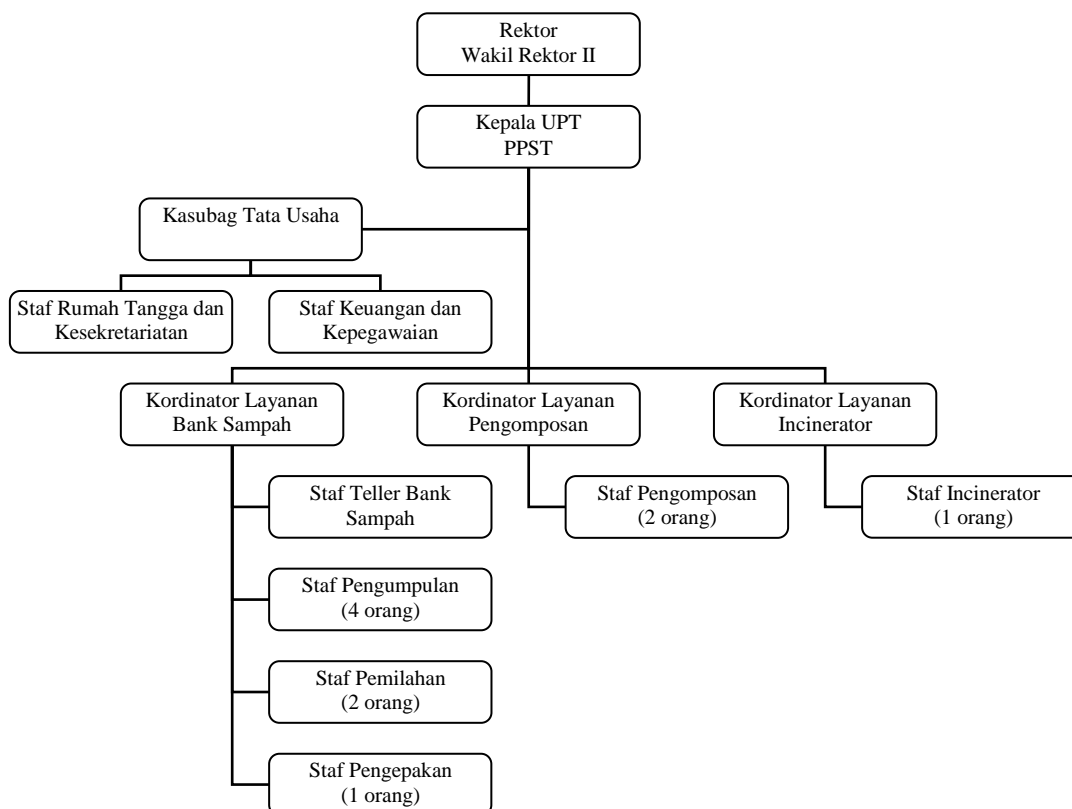 Rektor
Wakil Rektor II
Kepala UPT
PPST
Kasubag Tata Usaha
Staf Rumah Tangga dan
Kesekretariatan
Staf Keuangan dan
Kepegawaian
Kordinator Layanan
Bank Sampah
Kordinator Layanan
Pengomposan
Kordinator Layanan
Incinerator
Staf Teller Bank
Sampah
Staf Pengomposan
(2 orang)
Staf Incinerator
(1 orang)
Staf Pengumpulan
(4 orang)
Staf Pemilahan
(2 orang)
Staf Pengepakan
(1 orang)